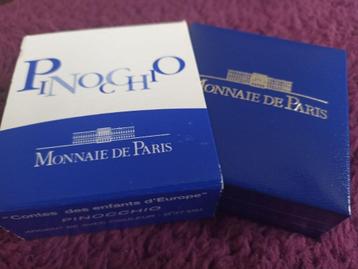 PINOCCHIO
MONNAIE DE PARIS
"Contes des enfants d'Europe"
PINOCCHIO
MONNAIE DE PARIS